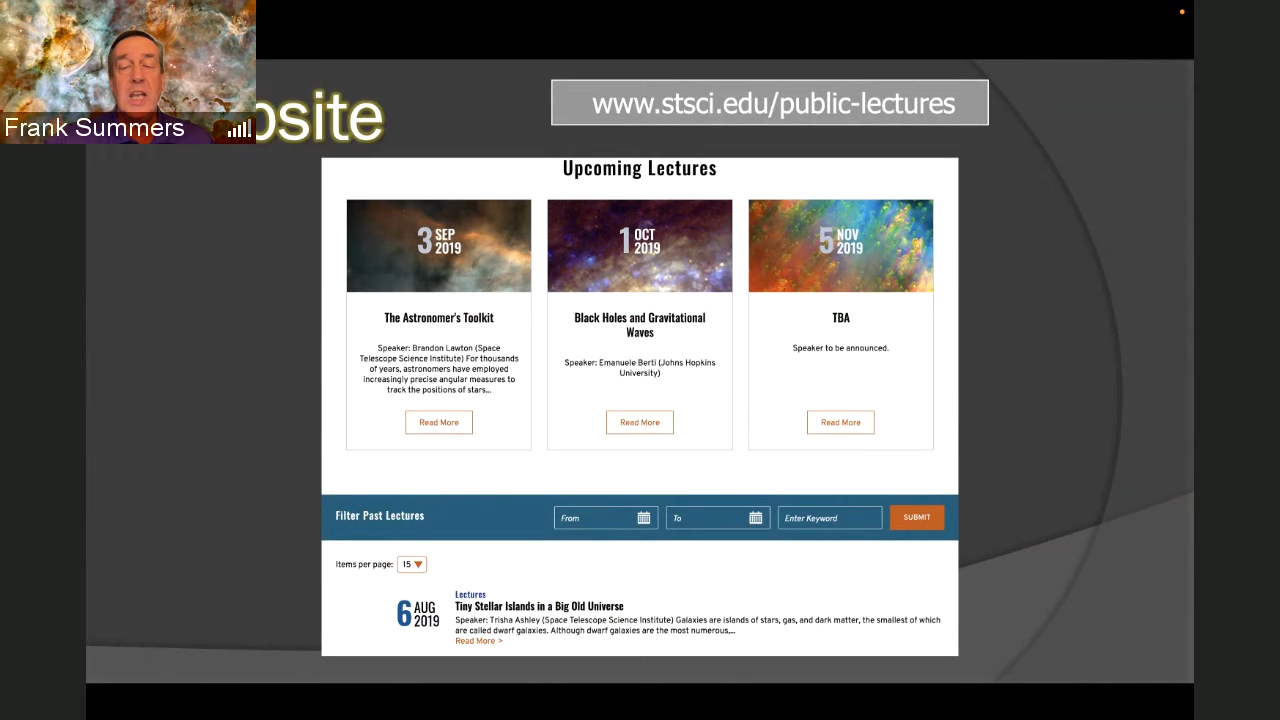 Frank Summers
bsite
www.stsci.edu/public-lectures
Upcoming Lectures
3 SEP
2019
The Astronomer's Toolkit
Speaker: Brandon Lawton (Space
Telescope Science Institute) For thousands
of years, astronomers have employed
increasingly precise angular measures to
track the positions of stars...
Read More
1 OCT
2019
Black Holes and Gravitational
Waves
Speaker: Emanuele Berti (Johns Hopkins
University)
Read More
5 NOV
2019
TBA
Speaker to be announced.
Read More
Filter Past Lectures
From
To
Enter Keyword
SUBMIT
Items per page: 15
6 AUG
2019
Lectures
Tiny Stellar Islands in a Big Old Universe
Speaker: Trisha Ashley (Space Telescope Science Institute) Galaxies are islands of stars, gas, and dark matter, the smallest of which
are called dwarf galaxies. Although dwarf galaxies are the most numerous,...
Read More >